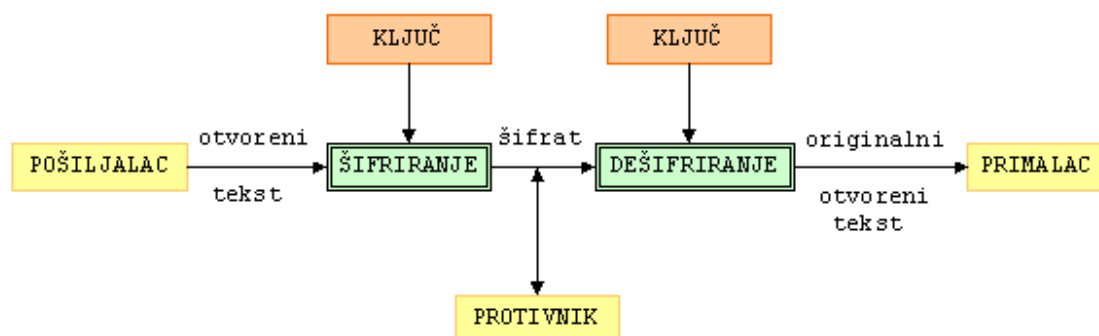 KLJUČ
KLJUČ
POŠILJALAC
otvoreni
tekst
ŠIFRIRANJE
šifrat
DEŠIFRIRANJE
originalni
otvoreni
tekst
PRIMALAC
PROTIVNIK